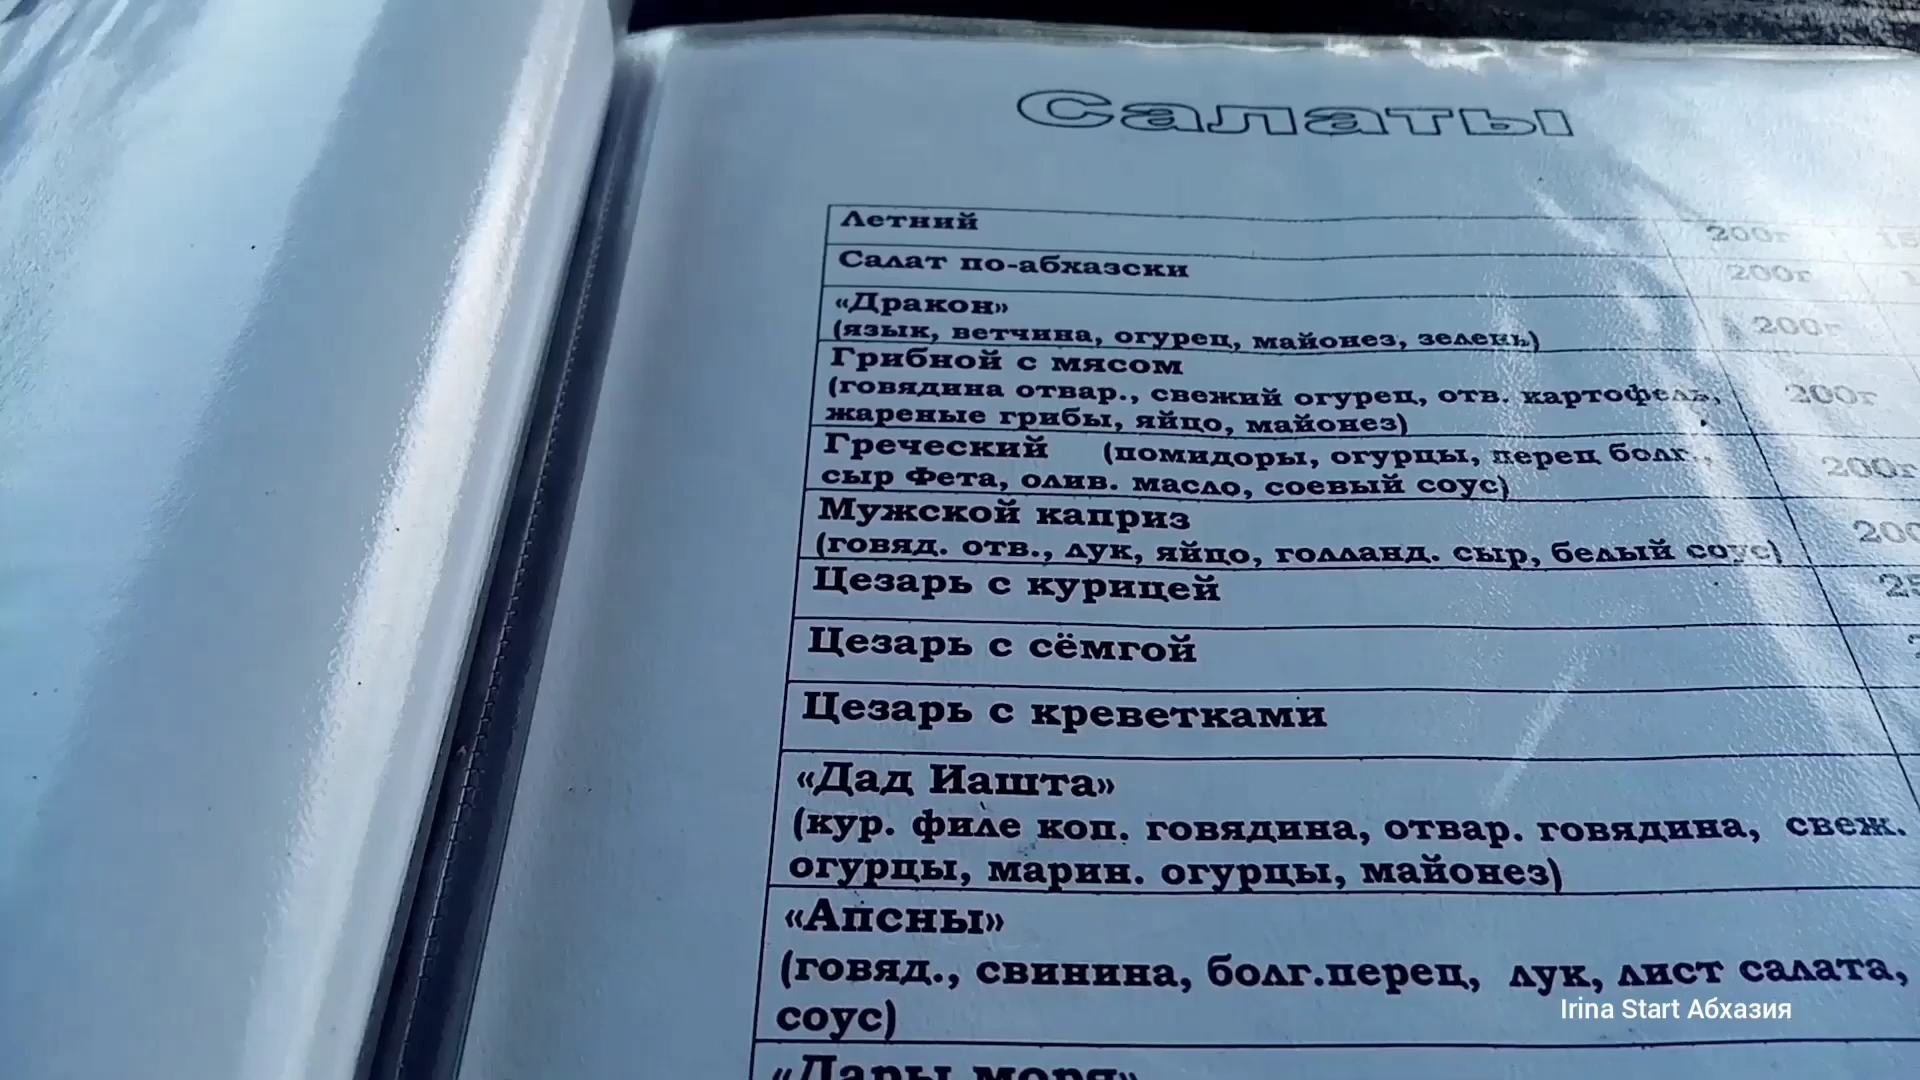 Салаты
Летний 200г
Салат по-абхазски 200г
«Дракон» 200г
(язык, ветчина, огурец, майонез, зелень)
Грибной с мясом
(говядина отвар., свежий огурец, отв. картофель, 200г
жареные грибы, яйцо, майонез)
Греческий (помидоры, огурцы, перец болг., 200г
сыр Фета, олив. масло, соевый соус)
Мужской каприз
(говяд. отв., лук, яйцо, голланд. сыр, белый соус)
Цезарь с курицей
Цезарь с сёмгой
Цезарь с креветками
«Дад Иашта»
(кур. филе коп. говядина, отвар. говядина, свеж.
огурцы, марин. огурцы, майонез)
«Апсны»
(говяд., свинина, болг.перец, лук, лист салата,
соус)
«Дары моря»
Irina Start Абхазия